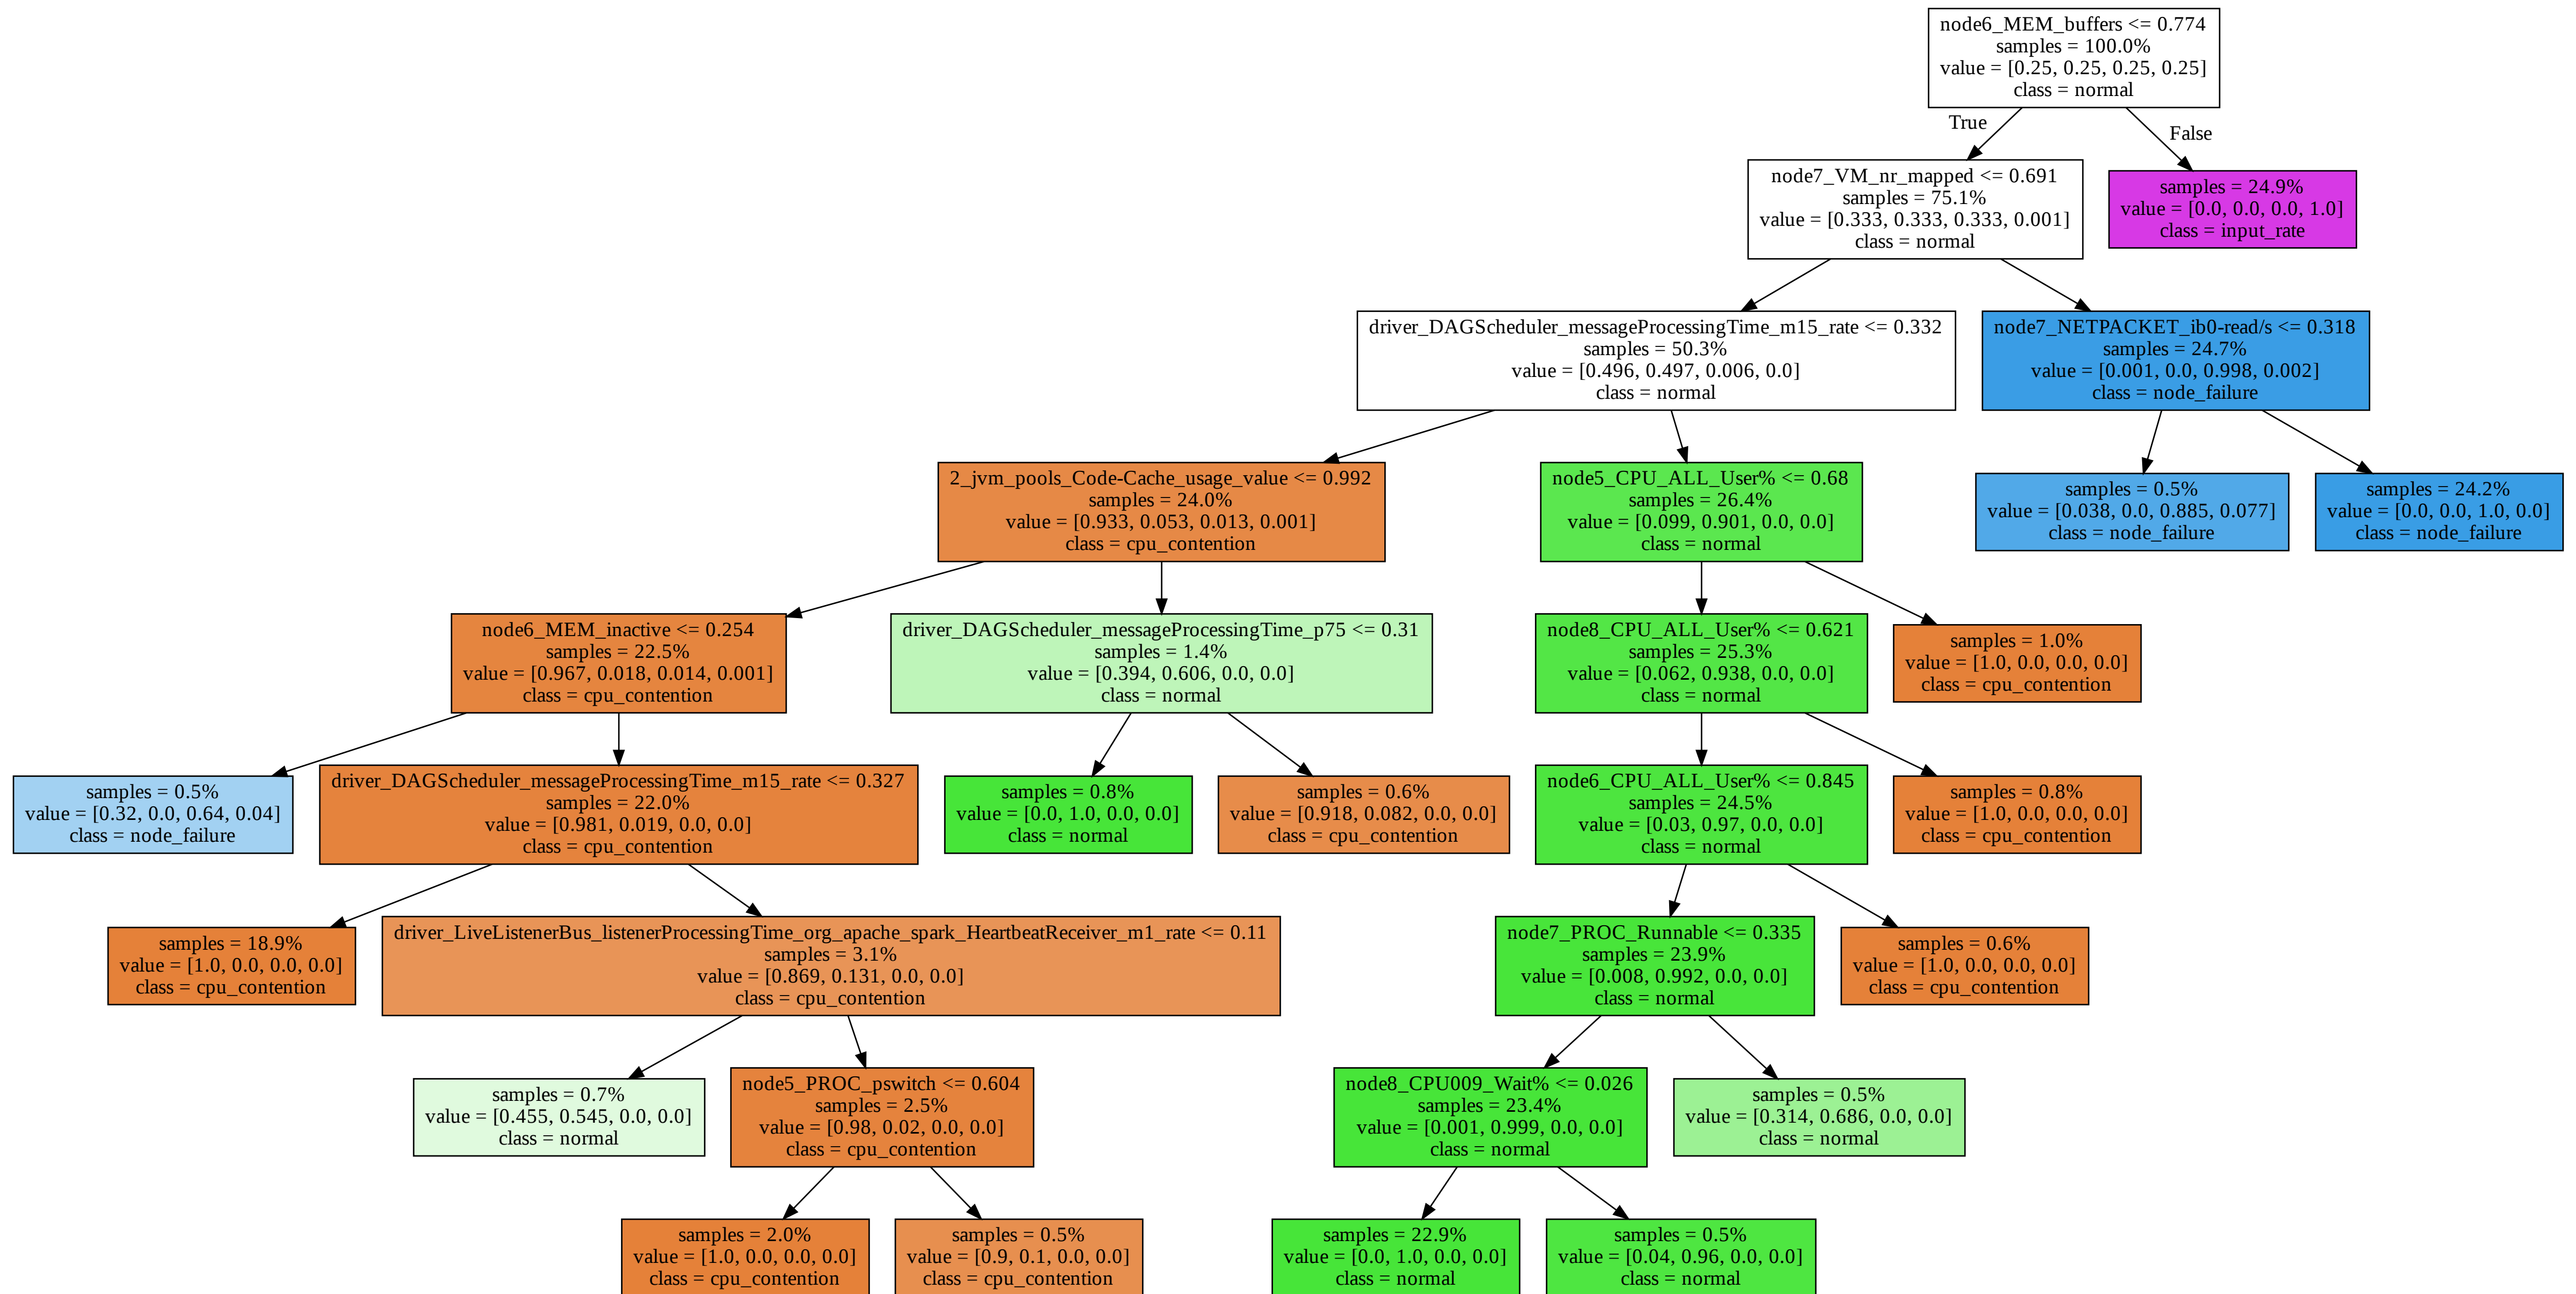 node6_MEM_buffers <= 0.774
samples = 100.0%
value = [0.25, 0.25, 0.25, 0.25]
class = normal
True
False
node7_VM_nr_mapped <= 0.691
samples = 75.1%
value = [0.333, 0.333, 0.333, 0.001]
class = normal
samples = 24.9%
value = [0.0, 0.0, 0.0, 1.0]
class = input_rate
driver_DAGScheduler_messageProcessingTime_m15_rate <= 0.332
samples = 50.3%
value = [0.496, 0.497, 0.006, 0.0]
class = normal
node7_NETPACKET_ib0-read/s <= 0.318
samples = 24.7%
value = [0.001, 0.0, 0.998, 0.002]
class = node_failure
2_jvm_pools_Code-Cache_usage_value <= 0.992
samples = 24.0%
value = [0.933, 0.053, 0.013, 0.001]
class = cpu_contention
node5_CPU_ALL_User% <= 0.68
samples = 26.4%
value = [0.099, 0.901, 0.0, 0.0]
class = normal
samples = 0.5%
value = [0.038, 0.0, 0.885, 0.077]
class = node_failure
samples = 24.2%
value = [0.0, 0.0, 1.0, 0.0]
class = node_failure
node6_MEM_inactive <= 0.254
samples = 22.5%
value = [0.967, 0.018, 0.014, 0.001]
class = cpu_contention
driver_DAGScheduler_messageProcessingTime_p75 <= 0.31
samples = 1.4%
value = [0.394, 0.606, 0.0, 0.0]
class = normal
node8_CPU_ALL_User% <= 0.621
samples = 25.3%
value = [0.062, 0.938, 0.0, 0.0]
class = normal
samples = 1.0%
value = [1.0, 0.0, 0.0, 0.0]
class = cpu_contention
samples = 0.5%
value = [0.32, 0.0, 0.64, 0.04]
class = node_failure
driver_DAGScheduler_messageProcessingTime_m15_rate <= 0.327
samples = 22.0%
value = [0.981, 0.019, 0.0, 0.0]
class = cpu_contention
samples = 0.8%
value = [0.0, 1.0, 0.0, 0.0]
class = normal
samples = 0.6%
value = [0.918, 0.082, 0.0, 0.0]
class = cpu_contention
node6_CPU_ALL_User% <= 0.845
samples = 24.5%
value = [0.03, 0.97, 0.0, 0.0]
class = normal
samples = 0.8%
value = [1.0, 0.0, 0.0, 0.0]
class = cpu_contention
samples = 18.9%
value = [1.0, 0.0, 0.0, 0.0]
class = cpu_contention
driver_LiveListenerBus_listenerProcessingTime_org_apache_spark_HeartbeatReceiver_m1_rate <= 0.11
samples = 3.1%
value = [0.869, 0.131, 0.0, 0.0]
class = cpu_contention
node7_PROC_Runnable <= 0.335
samples = 23.9%
value = [0.008, 0.992, 0.0, 0.0]
class = normal
samples = 0.6%
value = [1.0, 0.0, 0.0, 0.0]
class = cpu_contention
samples = 0.7%
value = [0.455, 0.545, 0.0, 0.0]
class = normal
node5_PROC_pswitch <= 0.604
samples = 2.5%
value = [0.98, 0.02, 0.0, 0.0]
class = cpu_contention
node8_CPU009_Wait% <= 0.026
samples = 23.4%
value = [0.001, 0.999, 0.0, 0.0]
class = normal
samples = 0.5%
value = [0.314, 0.686, 0.0, 0.0]
class = normal
samples = 2.0%
value = [1.0, 0.0, 0.0, 0.0]
class = cpu_contention
samples = 0.5%
value = [0.9, 0.1, 0.0, 0.0]
class = cpu_contention
samples = 22.9%
value = [0.0, 1.0, 0.0, 0.0]
class = normal
samples = 0.5%
value = [0.04, 0.96, 0.0, 0.0]
class = normal